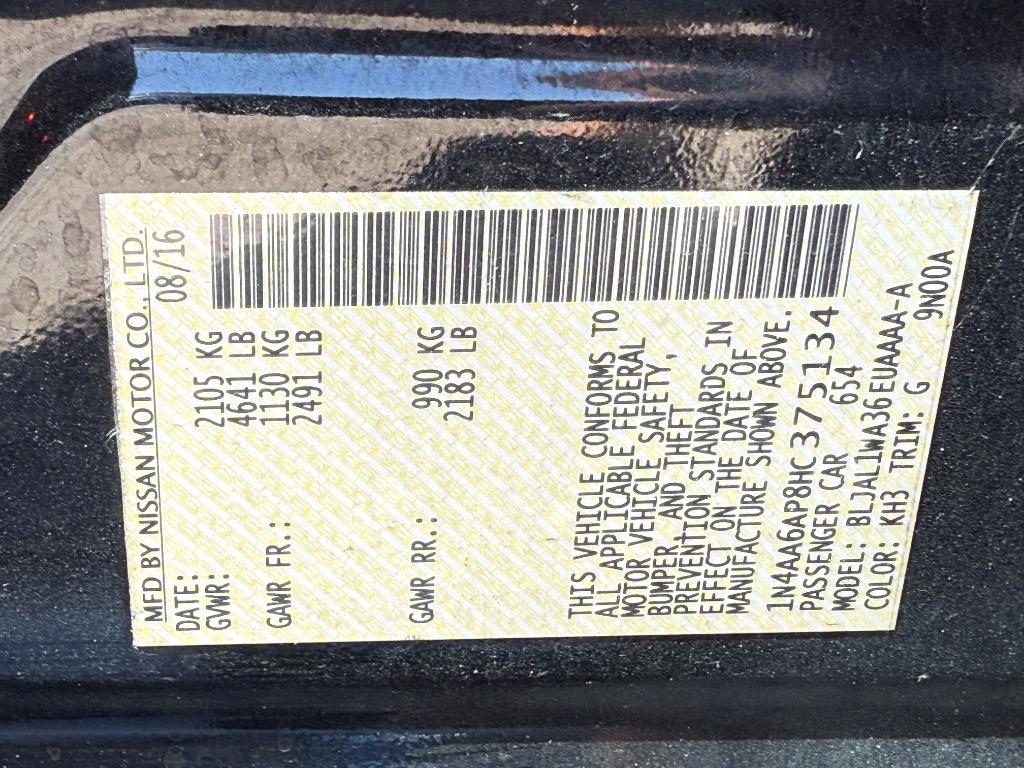 MFD BY NISSAN MOTOR CO., LTD.
DATE: 08/16
GVWR: 2105 KG
4641 LB
GAWR FR.: 1130 KG
2491 LB
GAWR RR.: 990 KG
2183 LB
THIS VEHICLE CONFORMS TO
ALL APPLICABLE FEDERAL
MOTOR VEHICLE SAFETY,
BUMPER, AND THEFT
PREVENTION STANDARDS IN
EFFECT ON THE DATE OF
MANUFACTURE SHOWN ABOVE.
1N4AA6AP8HC375134
PASSENGER CAR 654
MODEL: BLJAL1WA36EUAAAA-A
COLOR: KH3 TRIM: G 9N00A